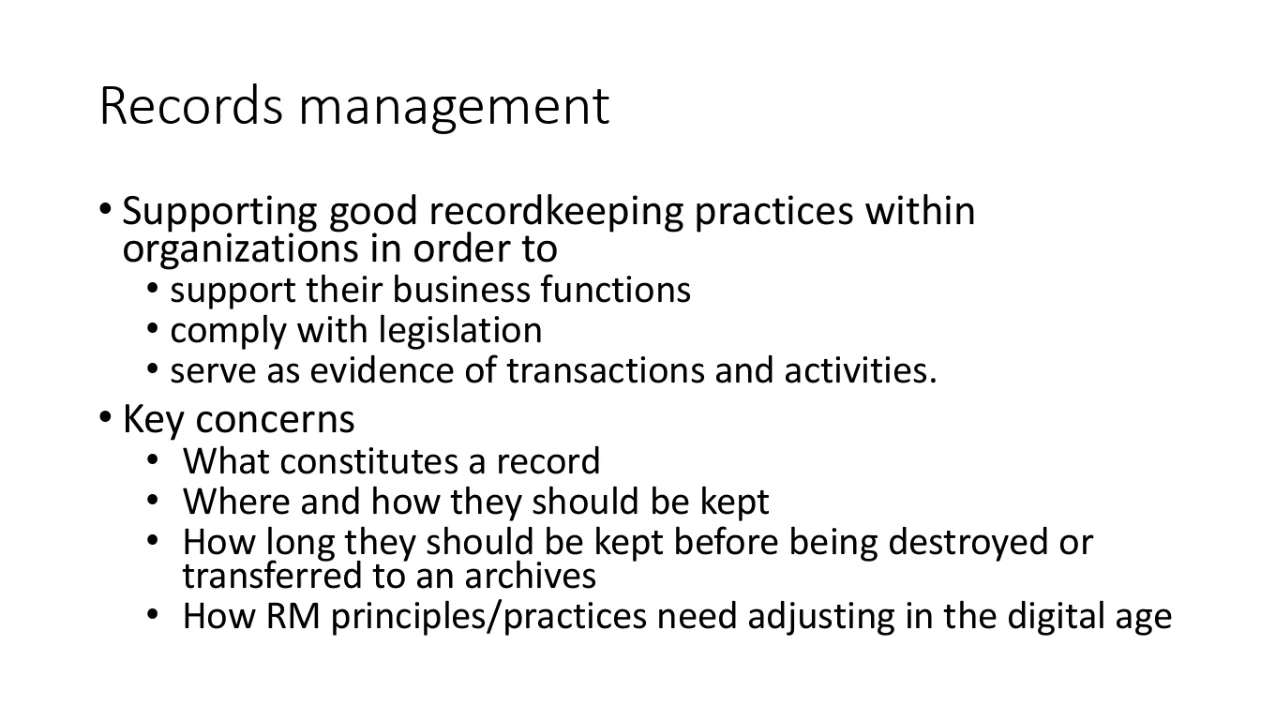 Records management
• Supporting good recordkeeping practices within
organizations in order to
• support their business functions
• comply with legislation
• serve as evidence of transactions and activities.
• Key concerns
• What constitutes a record
• Where and how they should be kept
• How long they should be kept before being destroyed or
transferred to an archives
• How RM principles/practices need adjusting in the digital age